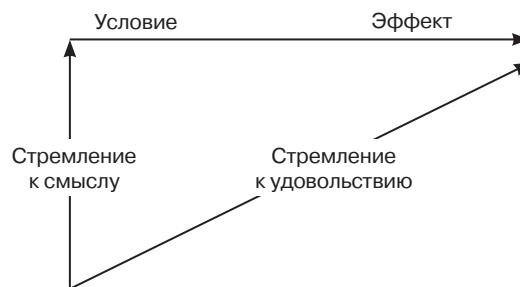 Условие
Эффект
Стремление
к смыслу
Стремление
к удовольствию